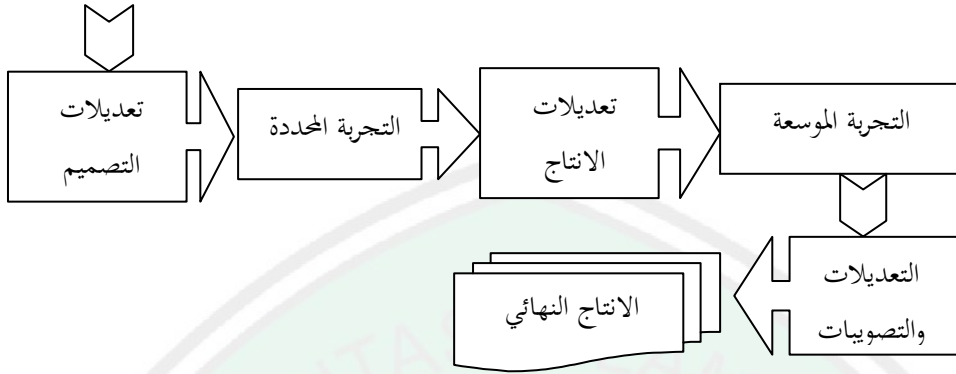 تعديلات
التصميم
التجربة المحددة
تعديلات
الانتاج
التجربة الموسعة
التعديلات
والتصويبات
الانتاج النهائي